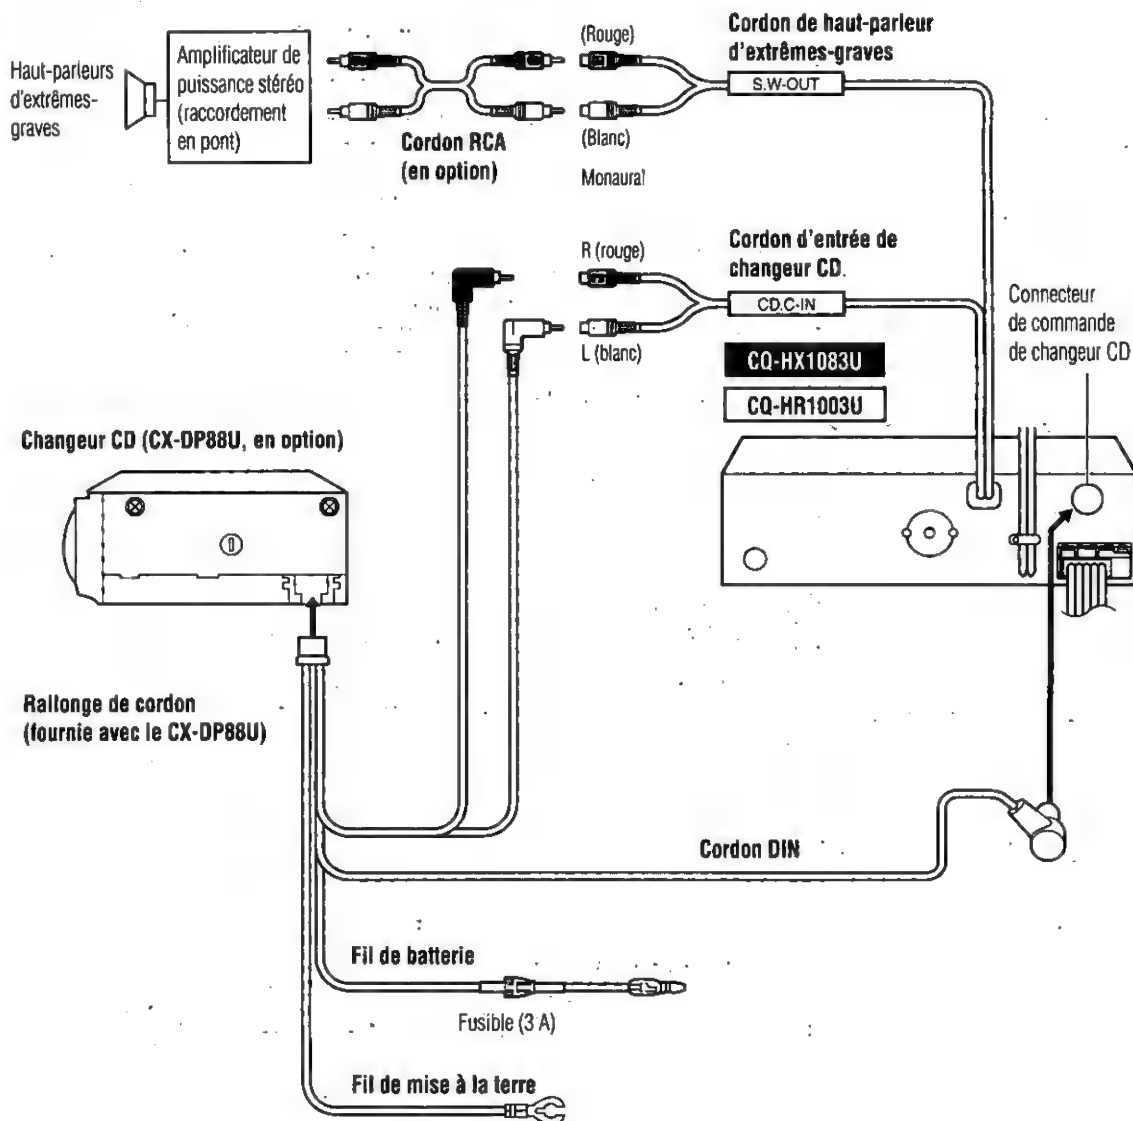 Haut-parleurs
d'extrêmes-
graves
Amplificateur de
puissance stéréo
(raccordement
en pont)
Cordon RCA
(en option)
(Rouge)
(Blanc)
Monaural
Cordon de haut-parleur
d'extrêmes-graves
S.W-OUT
R (rouge)
L (blanc)
Cordon d'entrée de
changeur CD.
CD.C-IN
CQ-HX1083U
CQ-HR1003U
Connecteur
de commande
de changeur CD
Changeur CD (CX-DP88U, en option)
Rallonge de cordon
(fournie avec le CX-DP88U)
Cordon DIN
Fil de batterie
Fusible (3 A)
Fil de mise à la terre